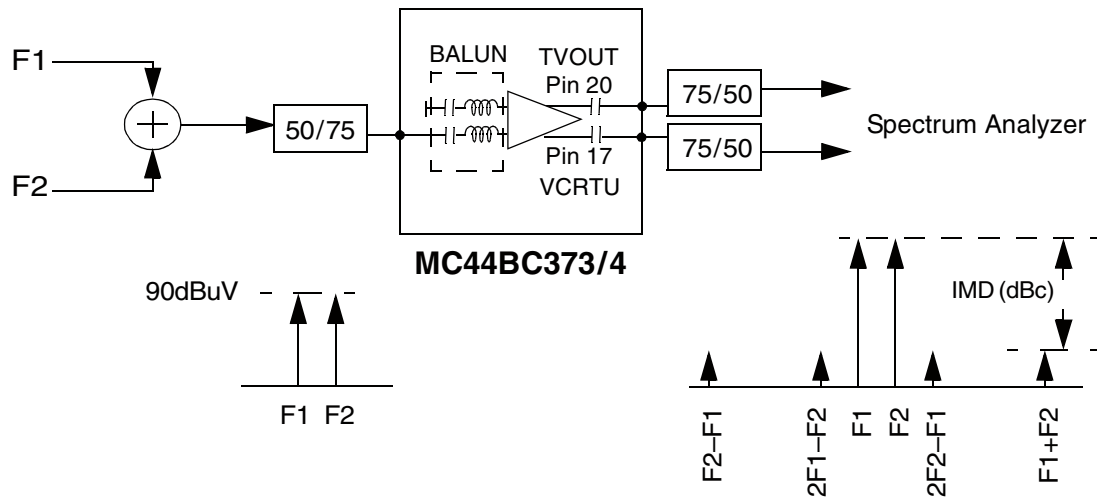 F1
F2
+
50/75
BALUN
TVOUT
Pin 20
Pin 17
VCRTU
75/50
75/50
Spectrum Analyzer
MC44BC373/4
90dBuV
F1 F2
IMD (dBc)
F2–F1
2F1–F2
F1
F2
2F2–F1
F1+F2